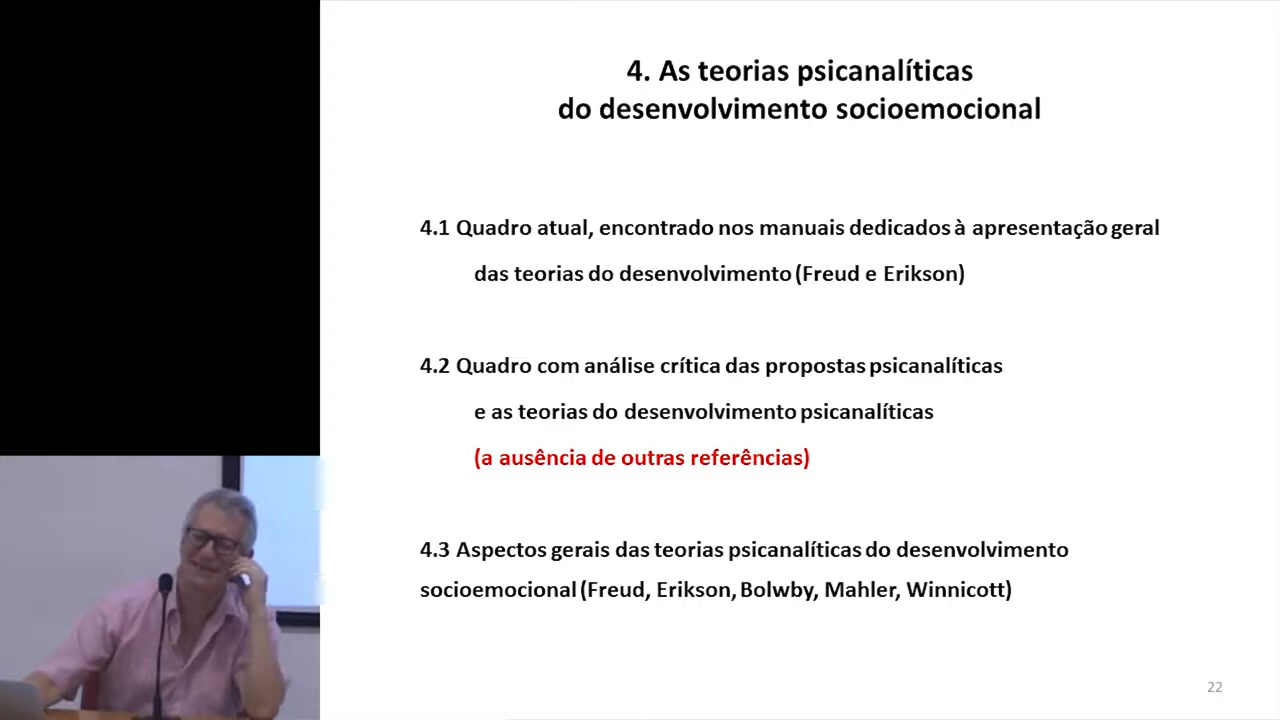 4. As teorias psicanalíticas
do desenvolvimento socioemocional
4.1 Quadro atual, encontrado nos manuais dedicados à apresentação geral
das teorias do desenvolvimento (Freud e Erikson)
4.2 Quadro com análise crítica das propostas psicanalíticas
e as teorias do desenvolvimento psicanalíticas
(a ausência de outras referências)
4.3 Aspectos gerais das teorias psicanalíticas do desenvolvimento
socioemocional (Freud, Erikson, Bolwby, Mahler, Winnicott)
22